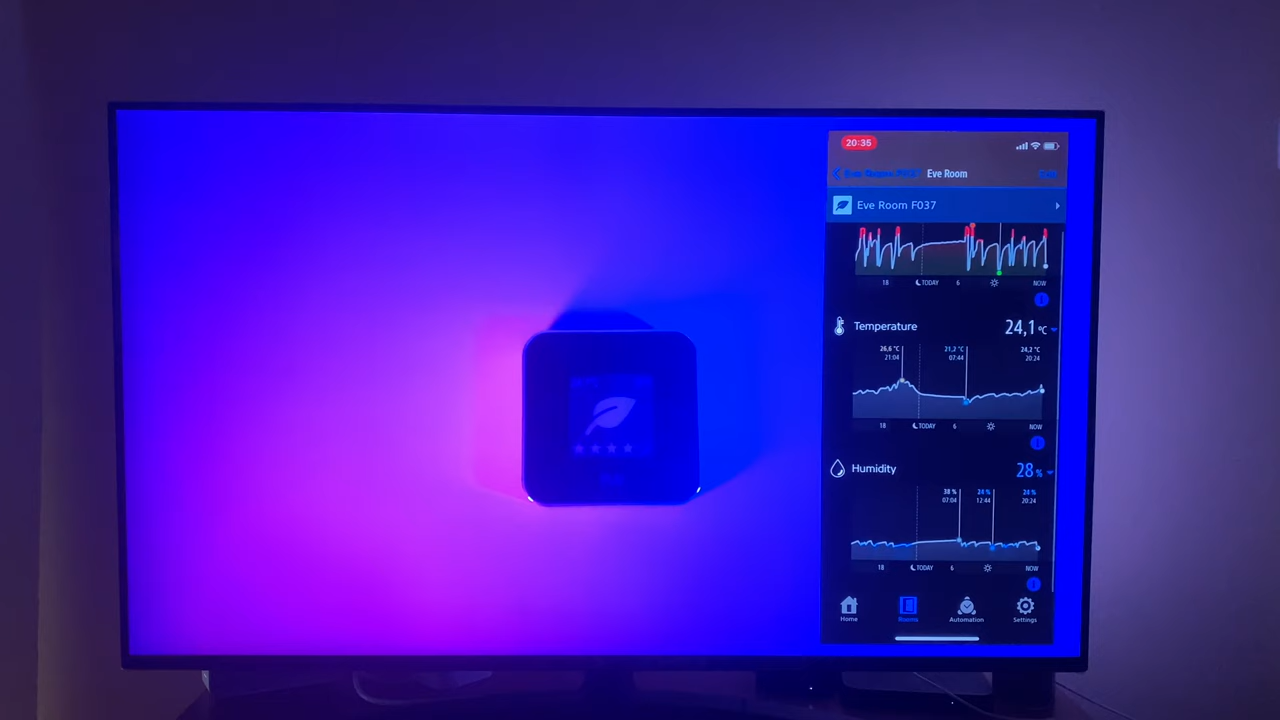 20:35
Eve Room
Eve Room F037
18 TODAY 6 NOW
Temperature 24,1 °C
26,6 °C 21,2 °C 24,2 °C
21:04 07:44 20:24
18 TODAY 6 NOW
Humidity 28 %
38 % 24 % 24 %
07:04 12:44 20:24
18 TODAY 6 NOW
Home Rooms Automation Settings